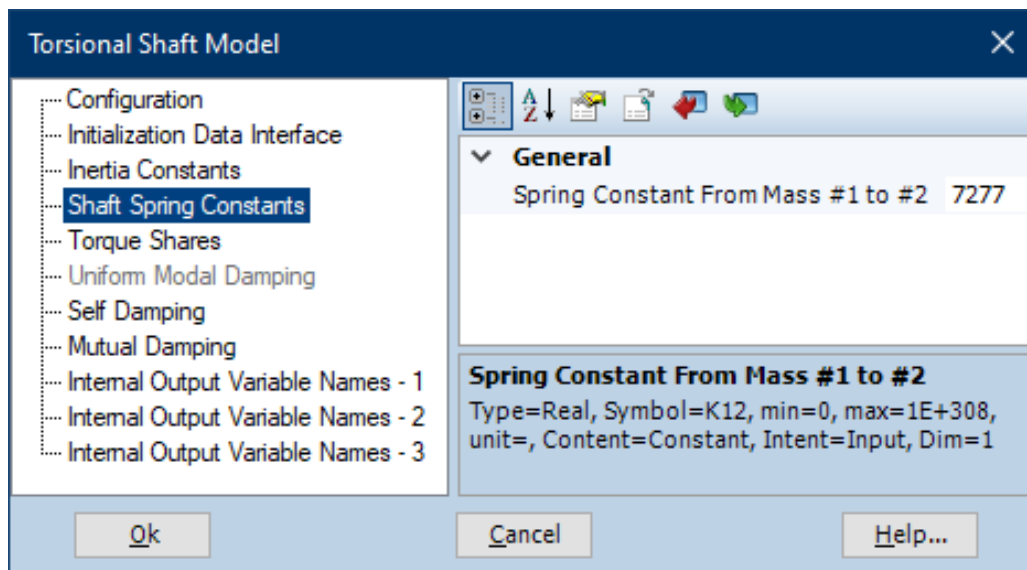 Torsional Shaft Model
Configuration
Initialization Data Interface
Inertia Constants
Shaft Spring Constants
Torque Shares
Uniform Modal Damping
Self Damping
Mutual Damping
Internal Output Variable Names - 1
Internal Output Variable Names - 2
Internal Output Variable Names - 3
A
Z
General
Spring Constant From Mass #1 to #2 7277
Spring Constant From Mass #1 to #2
Type=Real, Symbol=K12, min=0, max=1E+308,
unit=, Content=Constant, Intent=Input, Dim=1
Ok Cancel Help...